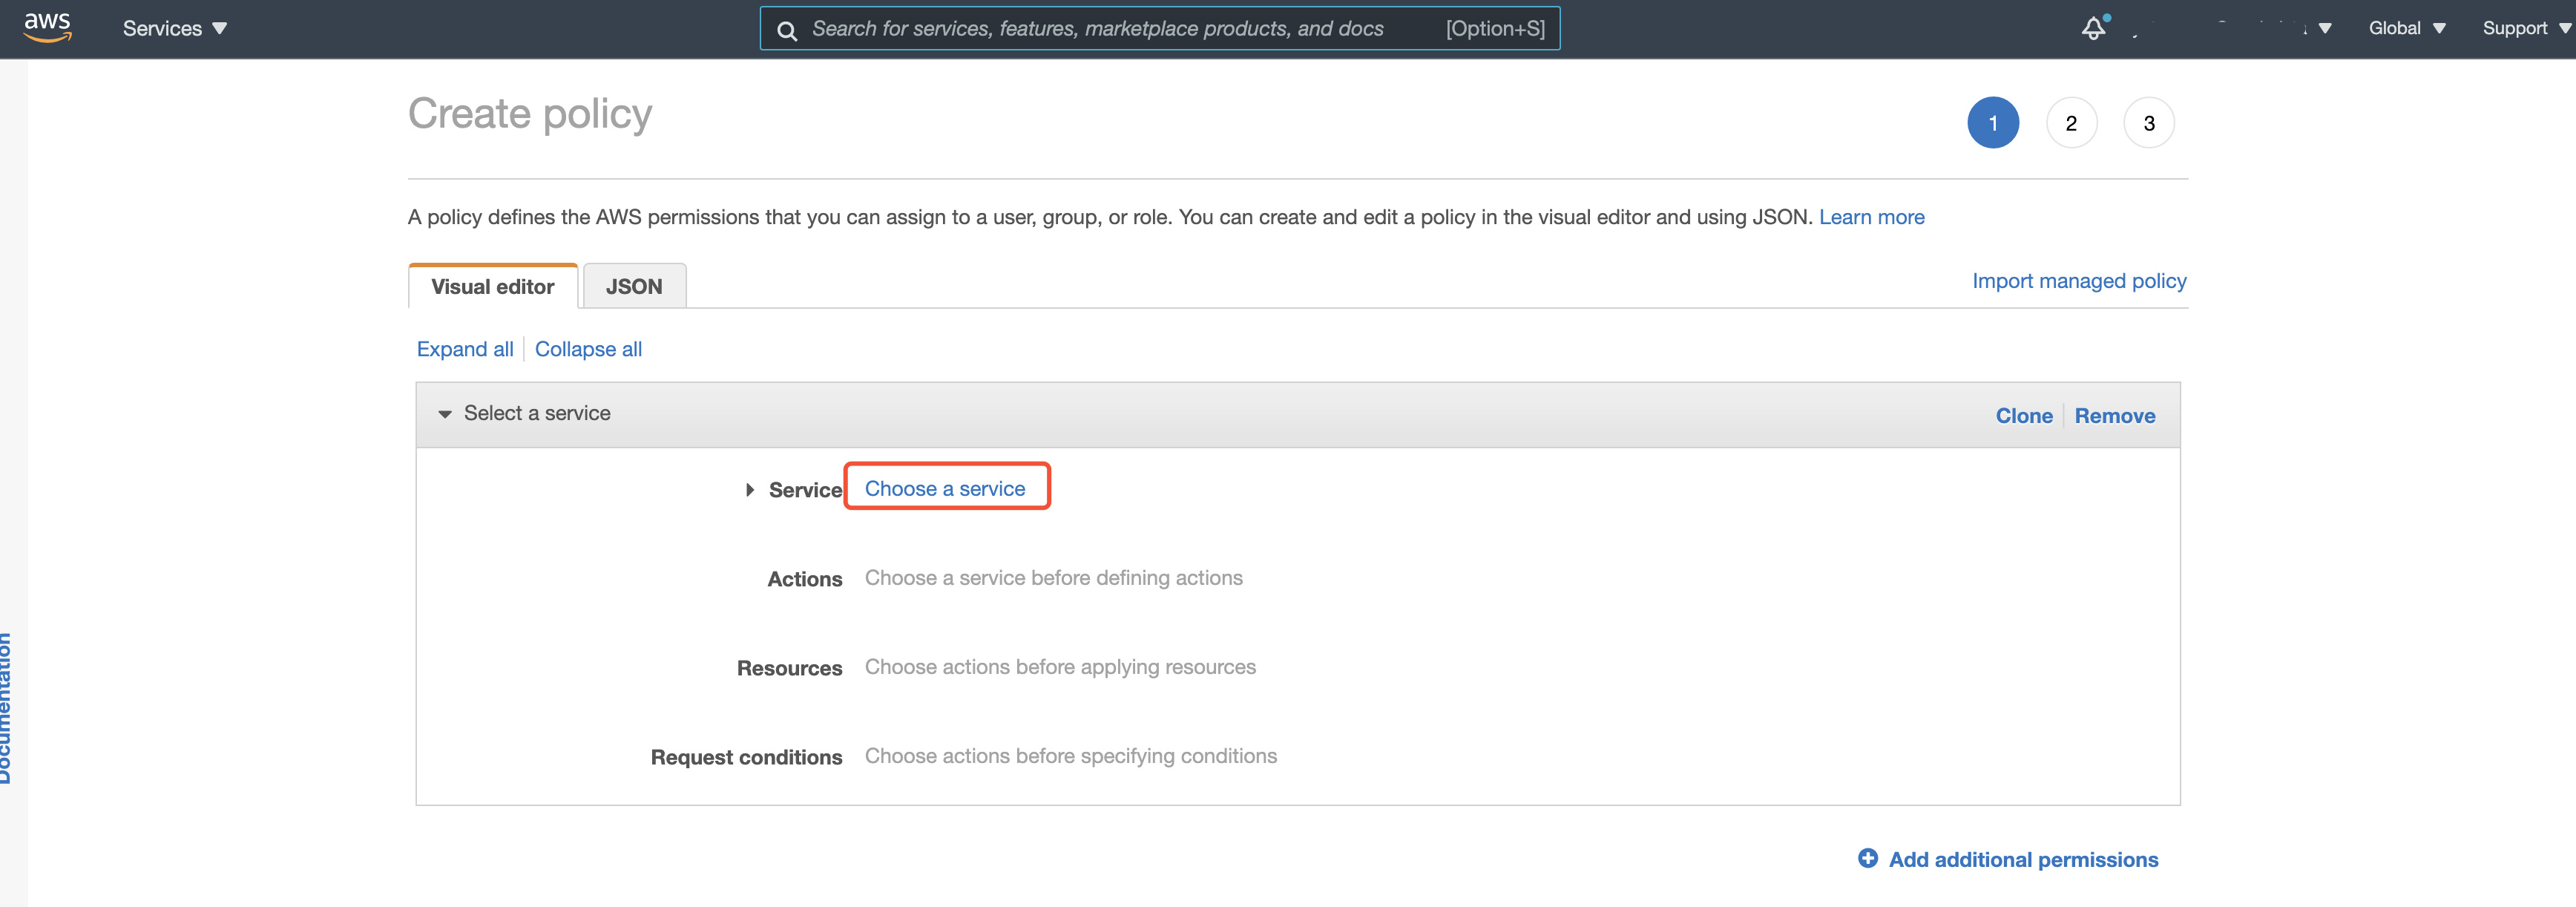 aws
Services
Search for services, features, marketplace products, and docs [Option+S]
Global
Support
Create policy
1 2 3
A policy defines the AWS permissions that you can assign to a user, group, or role. You can create and edit a policy in the visual editor and using JSON. Learn more
Visual editor JSON
Import managed policy
Expand all Collapse all
Select a service
Clone Remove
Service Choose a service
Actions Choose a service before defining actions
Resources Choose actions before applying resources
Request conditions Choose actions before specifying conditions
Add additional permissions
Documentation